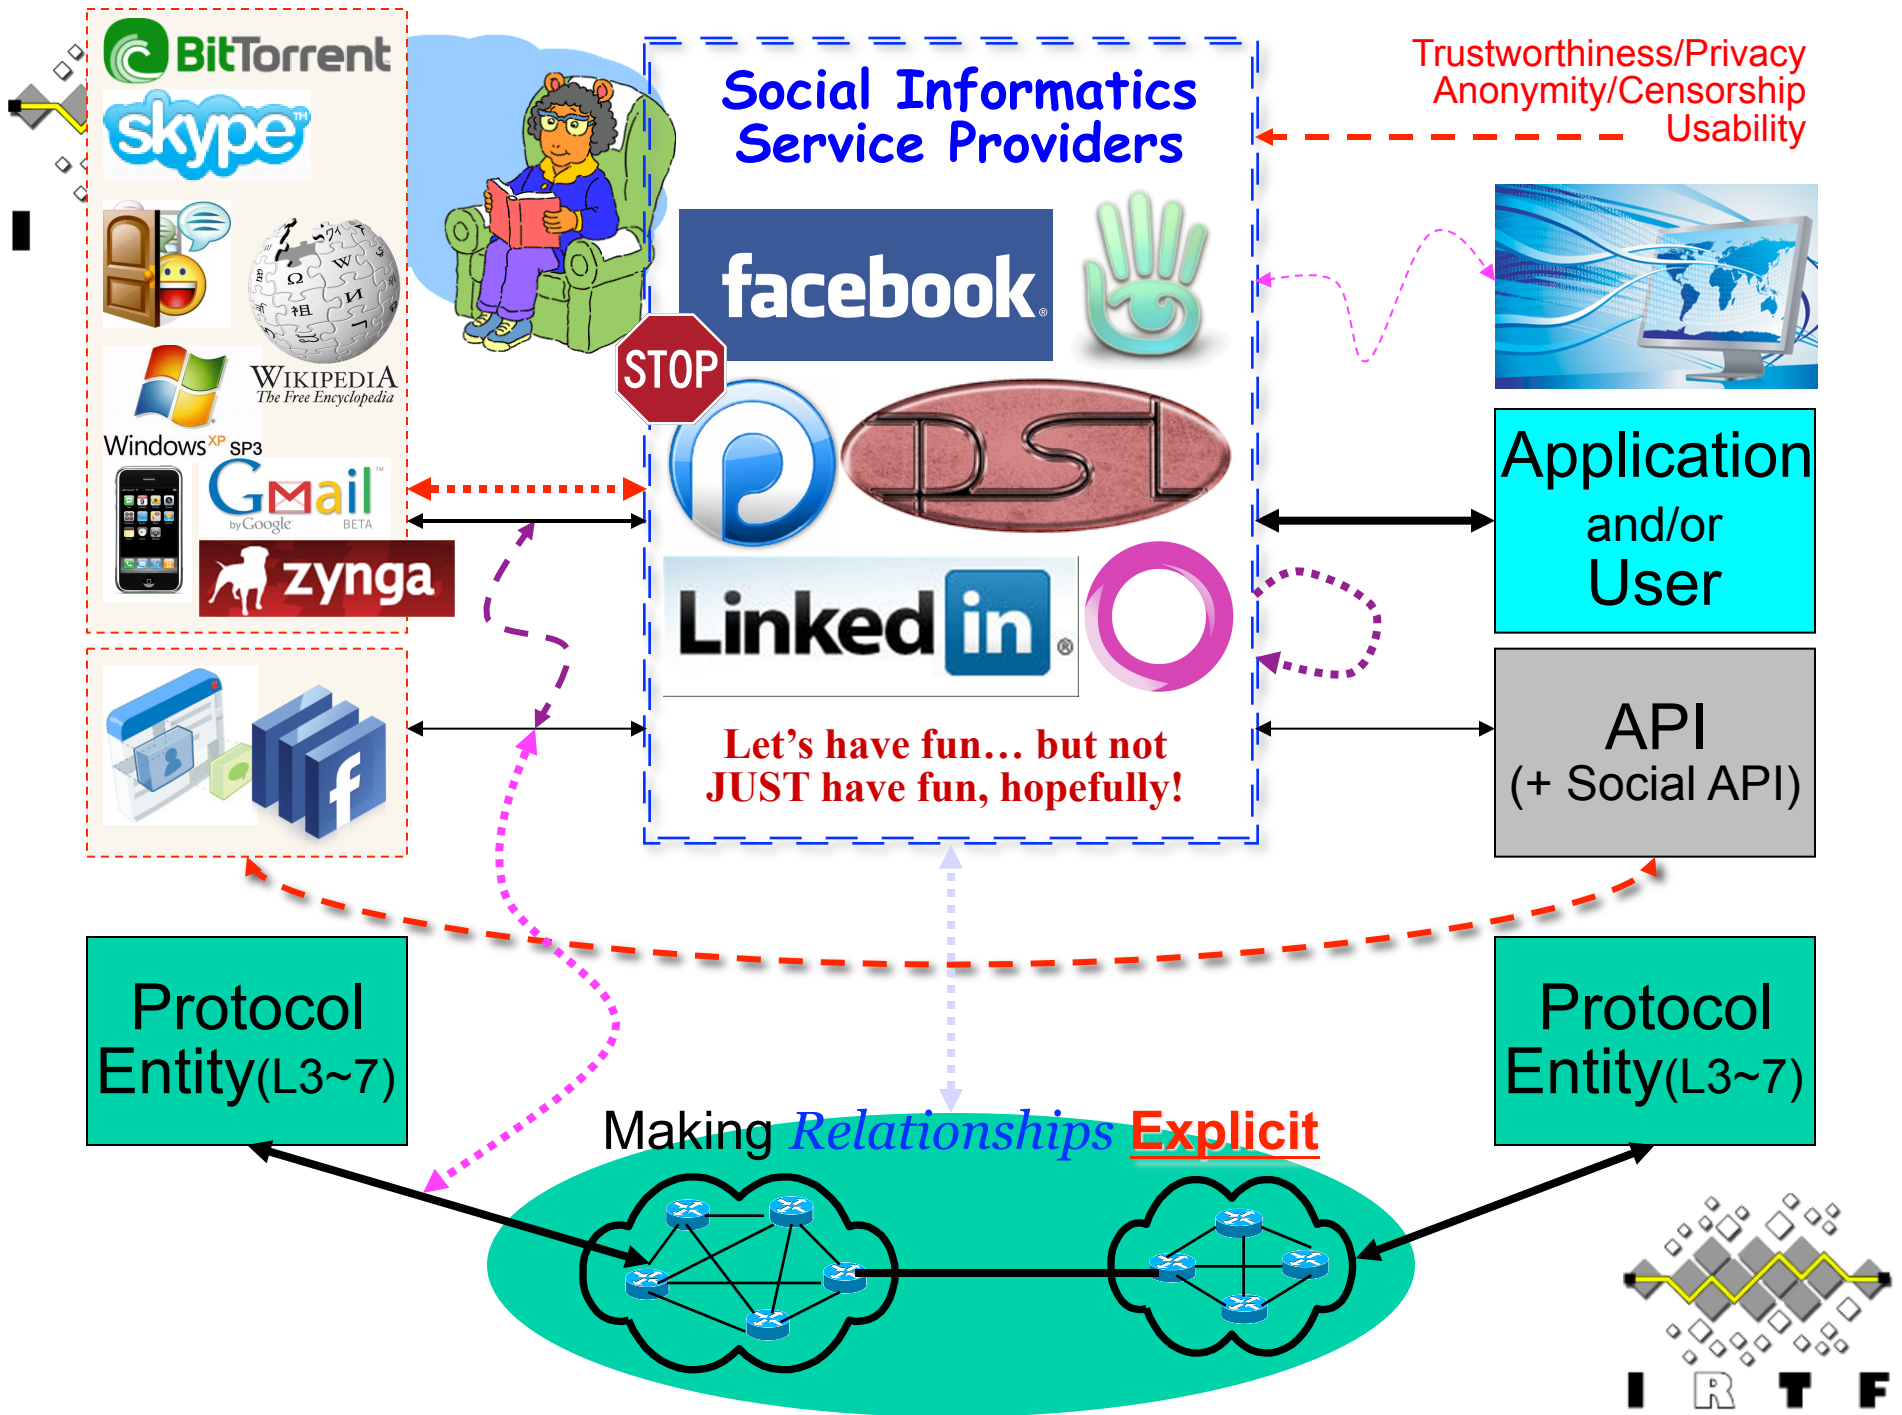 BitTorrent
skype™
WIKIPEDIA
The Free Encyclopedia
Windows XP SP3
GMail™
by Google BETA
zynga
f
Social Informatics
Service Providers
facebook®
STOP
DSL
Linked in®
Let's have fun… but not
JUST have fun, hopefully!
Trustworthiness/Privacy
Anonymity/Censorship
Usability
Application
and/or
User
API
(+ Social API)
Protocol
Entity(L3~7)
Protocol
Entity(L3~7)
Making Relationships Explicit
I
I R T F